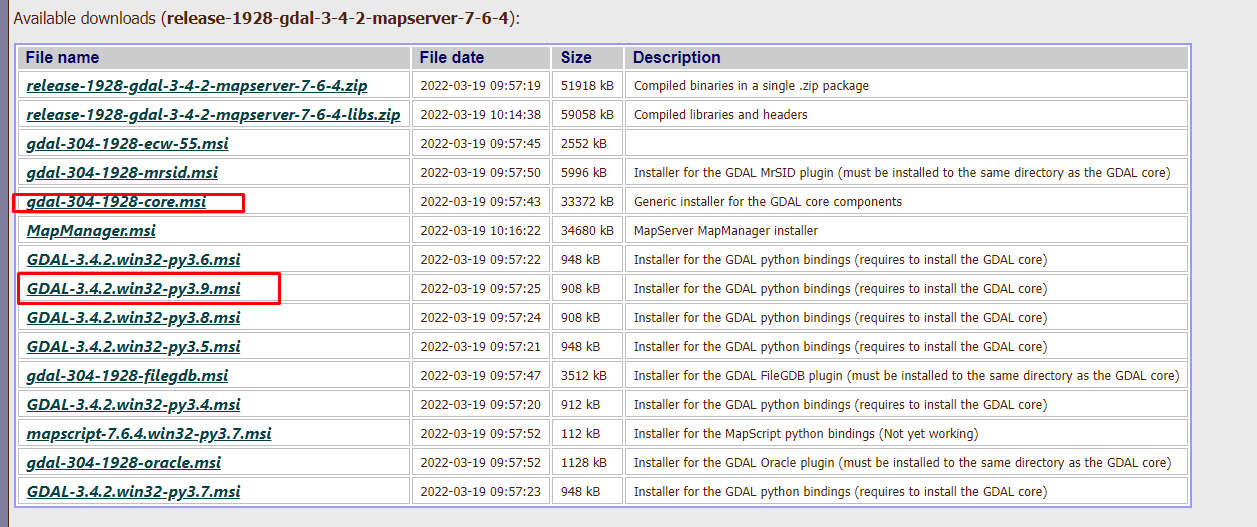 Available downloads (release-1928-gdal-3-4-2-mapserver-7-6-4):
File name File date Size Description
release-1928-gdal-3-4-2-mapserver-7-6-4.zip 2022-03-19 09:57:19 51918 kB Compiled binaries in a single .zip package
release-1928-gdal-3-4-2-mapserver-7-6-4-libs.zip 2022-03-19 10:14:38 59058 kB Compiled libraries and headers
gdal-304-1928-ecw-55.msi 2022-03-19 09:57:45 2552 kB
gdal-304-1928-mrsid.msi 2022-03-19 09:57:50 5996 kB Installer for the GDAL MrSID plugin (must be installed to the same directory as the GDAL core)
gdal-304-1928-core.msi 2022-03-19 09:57:43 33372 kB Generic installer for the GDAL core components
MapManager.msi 2022-03-19 10:16:22 34680 kB MapServer MapManager installer
GDAL-3.4.2.win32-py3.6.msi 2022-03-19 09:57:22 948 kB Installer for the GDAL python bindings (requires to install the GDAL core)
GDAL-3.4.2.win32-py3.9.msi 2022-03-19 09:57:25 908 kB Installer for the GDAL python bindings (requires to install the GDAL core)
GDAL-3.4.2.win32-py3.8.msi 2022-03-19 09:57:24 908 kB Installer for the GDAL python bindings (requires to install the GDAL core)
GDAL-3.4.2.win32-py3.5.msi 2022-03-19 09:57:21 948 kB Installer for the GDAL python bindings (requires to install the GDAL core)
gdal-304-1928-filegdb.msi 2022-03-19 09:57:47 3512 kB Installer for the GDAL FileGDB plugin (must be installed to the same directory as the GDAL core)
GDAL-3.4.2.win32-py3.4.msi 2022-03-19 09:57:20 912 kB Installer for the GDAL python bindings (requires to install the GDAL core)
mapscript-7.6.4.win32-py3.7.msi 2022-03-19 09:57:52 112 kB Installer for the MapScript python bindings (Not yet working)
gdal-304-1928-oracle.msi 2022-03-19 09:57:52 1128 kB Installer for the GDAL Oracle plugin (must be installed to the same directory as the GDAL core)
GDAL-3.4.2.win32-py3.7.msi 2022-03-19 09:57:23 948 kB Installer for the GDAL python bindings (requires to install the GDAL core)